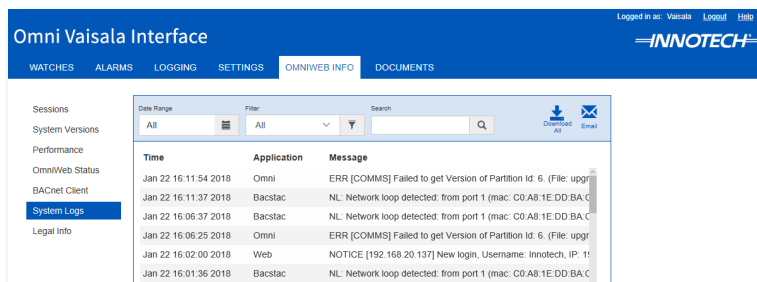 Logged in as: Vaisala Logout Help
Omni Vaisala Interface
INNOTECH
WATCHES ALARMS LOGGING SETTINGS OMNIWEB INFO DOCUMENTS
Sessions
System Versions
Performance
OmniWeb Status
BACnet Client
System Logs
Legal Info
Date Range Filter Search
All All
Download All Email
Time Application Message
Jan 22 16:11:54 2018 Omni ERR [COMMS] Failed to get Version of Partition Id: 6. (File: upgr
Jan 22 16:11:37 2018 Bacstac NL: Network loop detected: from port 1 (mac: C0:A8:1E:DD:BA:C
Jan 22 16:06:37 2018 Bacstac NL: Network loop detected: from port 1 (mac: C0:A8:1E:DD:BA:C
Jan 22 16:06:25 2018 Omni ERR [COMMS] Failed to get Version of Partition Id: 6. (File: upgr
Jan 22 16:02:00 2018 Web NOTICE [192.168.20.137] New login, Username: Innotech, IP: 19
Jan 22 16:01:36 2018 Bacstac NL: Network loop detected: from port 1 (mac: C0:A8:1E:DD:BA:C